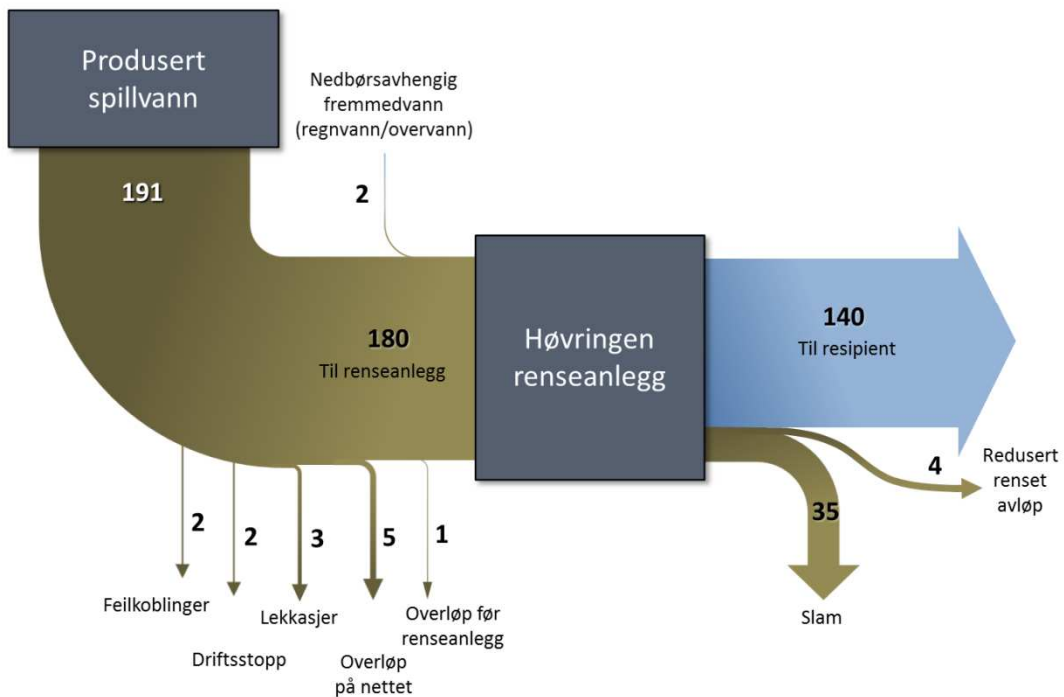 Produsert
spillvann
191
Nedbørsavhengig
fremmedvann
(regnvann/overvann)
2
180
Til renseanlegg
Høvringen
renseanlegg
140
Til resipient
4
Redusert
renset
avløp
35
Slam
2
2
3
5
1
Feilkoblinger
Driftsstopp
Lekkasjer
Overløp
på nettet
Overløp før
renseanlegg